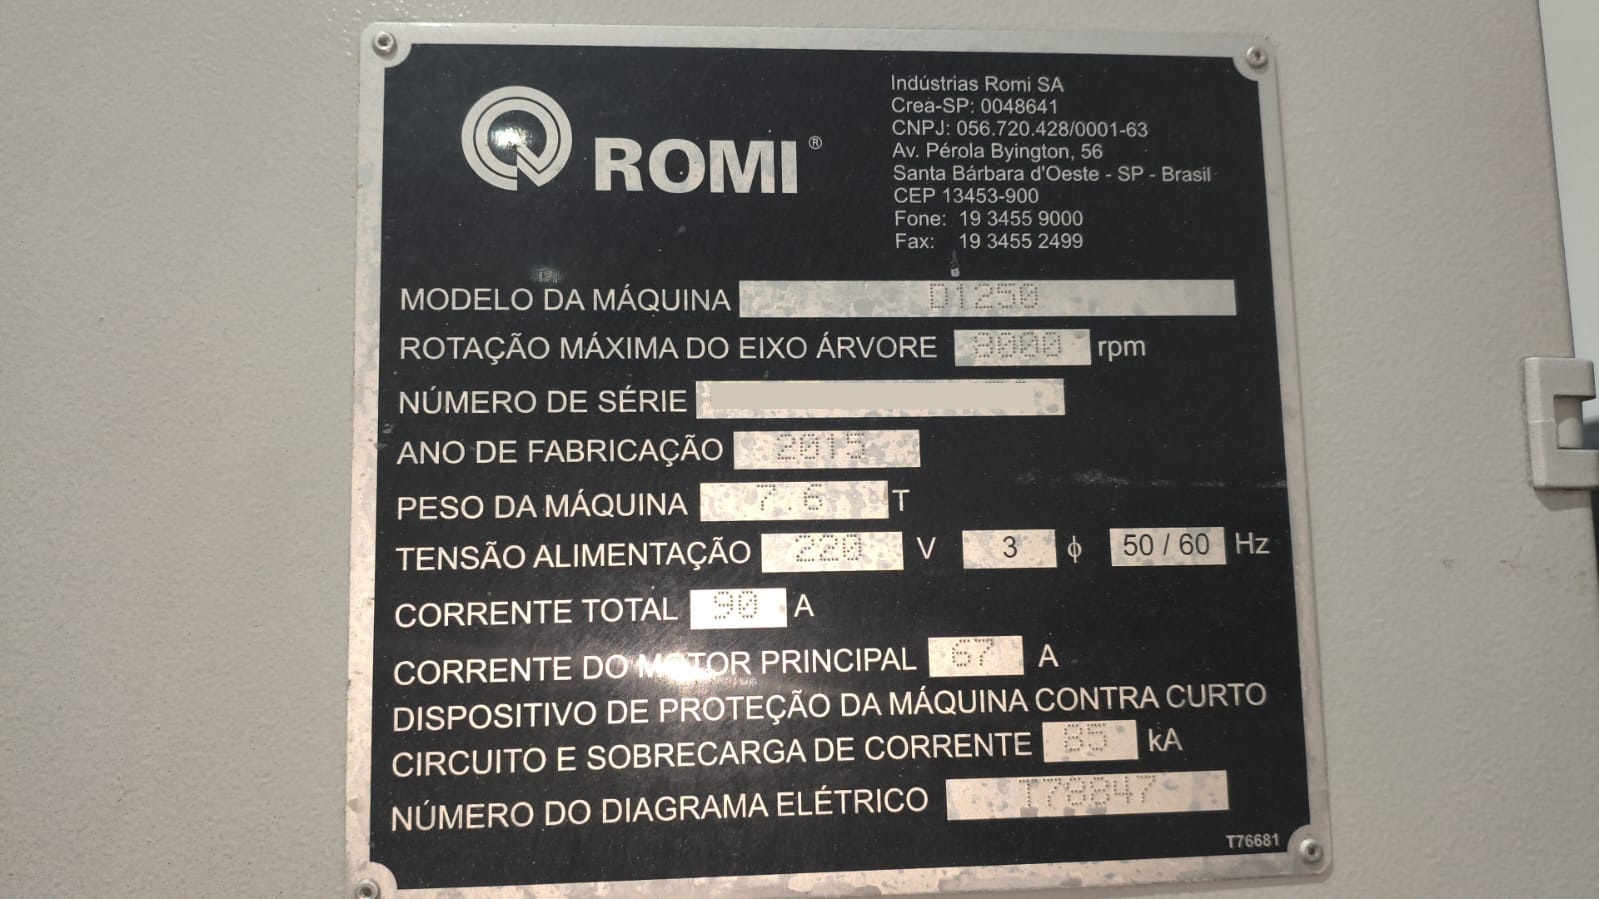 ROMI®
Indústrias Romi SA
Crea-SP: 0048641
CNPJ: 056.720.428/0001-63
Av. Pérola Byington, 56
Santa Bárbara d'Oeste - SP - Brasil
CEP 13453-900
Fone: 19 3455 9000
Fax: 19 3455 2499
MODELO DA MÁQUINA D1250
ROTAÇÃO MÁXIMA DO EIXO ÁRVORE rpm
NÚMERO DE SÉRIE
ANO DE FABRICAÇÃO 2015
PESO DA MÁQUINA 7.6 T
TENSÃO ALIMENTAÇÃO 220 V 3 ϕ 50 / 60 Hz
CORRENTE TOTAL 90 A
CORRENTE DO MOTOR PRINCIPAL 67 A
DISPOSITIVO DE PROTEÇÃO DA MÁQUINA CONTRA CURTO
CIRCUITO E SOBRECARGA DE CORRENTE kA
NÚMERO DO DIAGRAMA ELÉTRICO
T76681